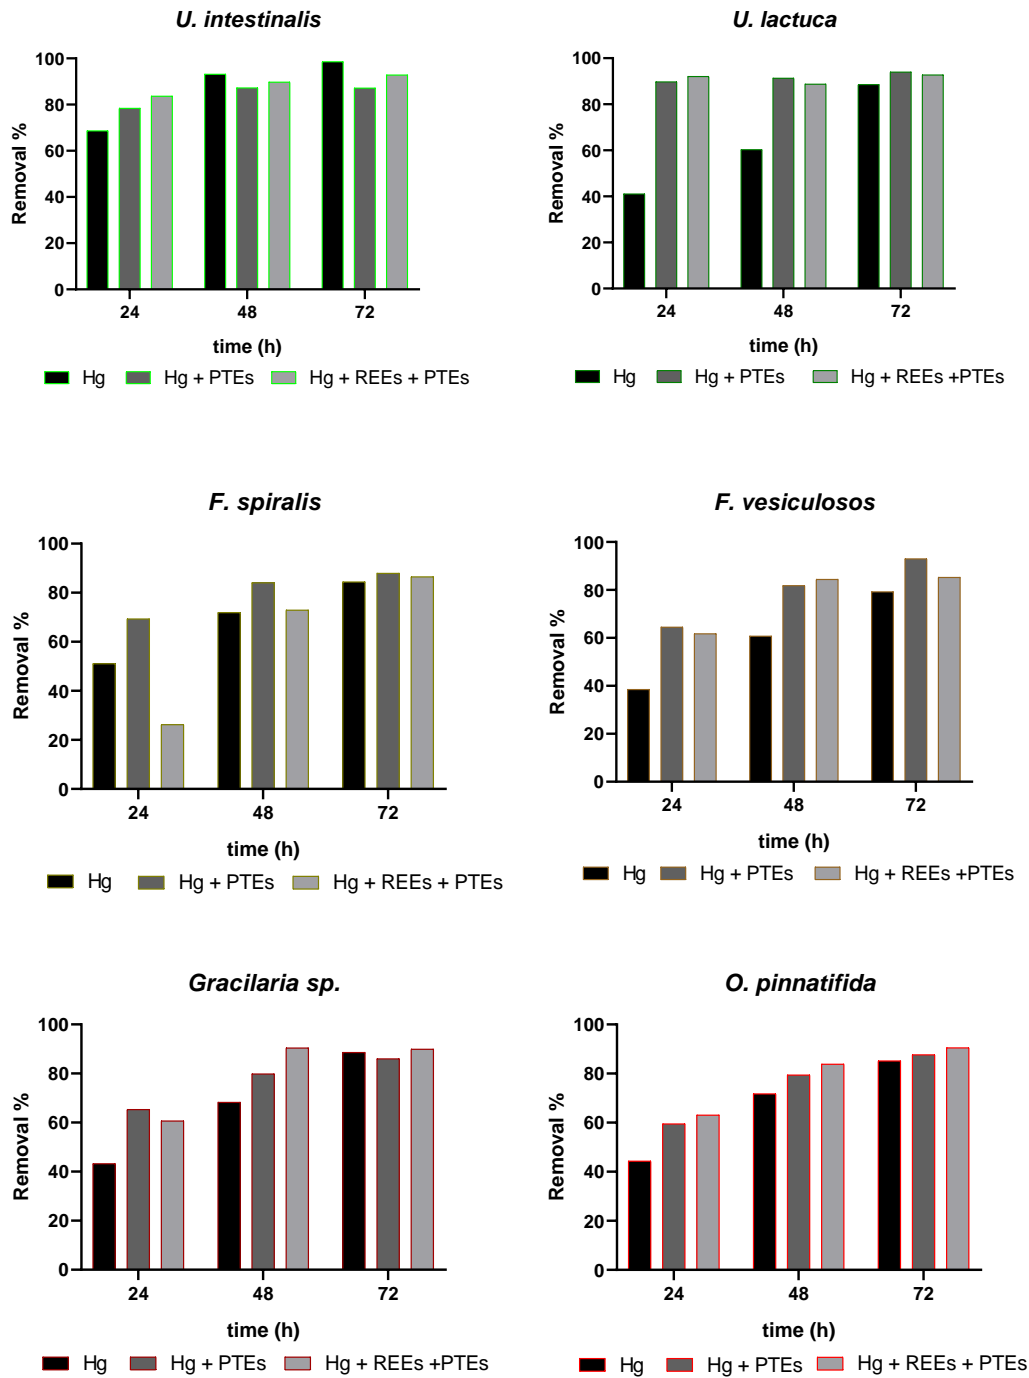 U. intestinalis
100
80
60
40
20
0
Removal %
24 48 72
time (h)
Hg Hg + PTEs Hg + REEs + PTEs
U. lactuca
100
80
60
40
20
0
Removal %
24 48 72
time (h)
Hg Hg + PTEs Hg + REEs +PTEs
F. spiralis
100
80
60
40
20
0
Removal %
24 48 72
time (h)
Hg Hg + PTEs Hg + REEs + PTEs
F. vesiculosos
100
80
60
40
20
0
Removal %
24 48 72
time (h)
Hg Hg + PTEs Hg + REEs +PTEs
Gracilaria sp.
100
80
60
40
20
0
Removal %
24 48 72
time (h)
Hg Hg + PTEs Hg + REEs +PTEs
O. pinnatifida
100
80
60
40
20
0
Removal %
24 48 72
time (h)
Hg Hg + PTEs Hg + REEs + PTEs